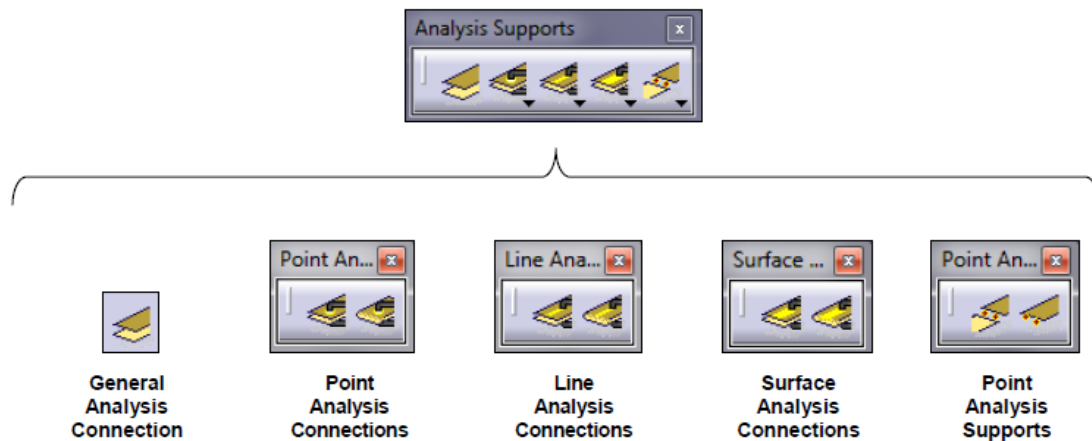 Analysis Supports
Point An...
Line Ana...
Surface ...
Point An...
General
Analysis
Connection
Point
Analysis
Connections
Line
Analysis
Connections
Surface
Analysis
Connections
Point
Analysis
Supports